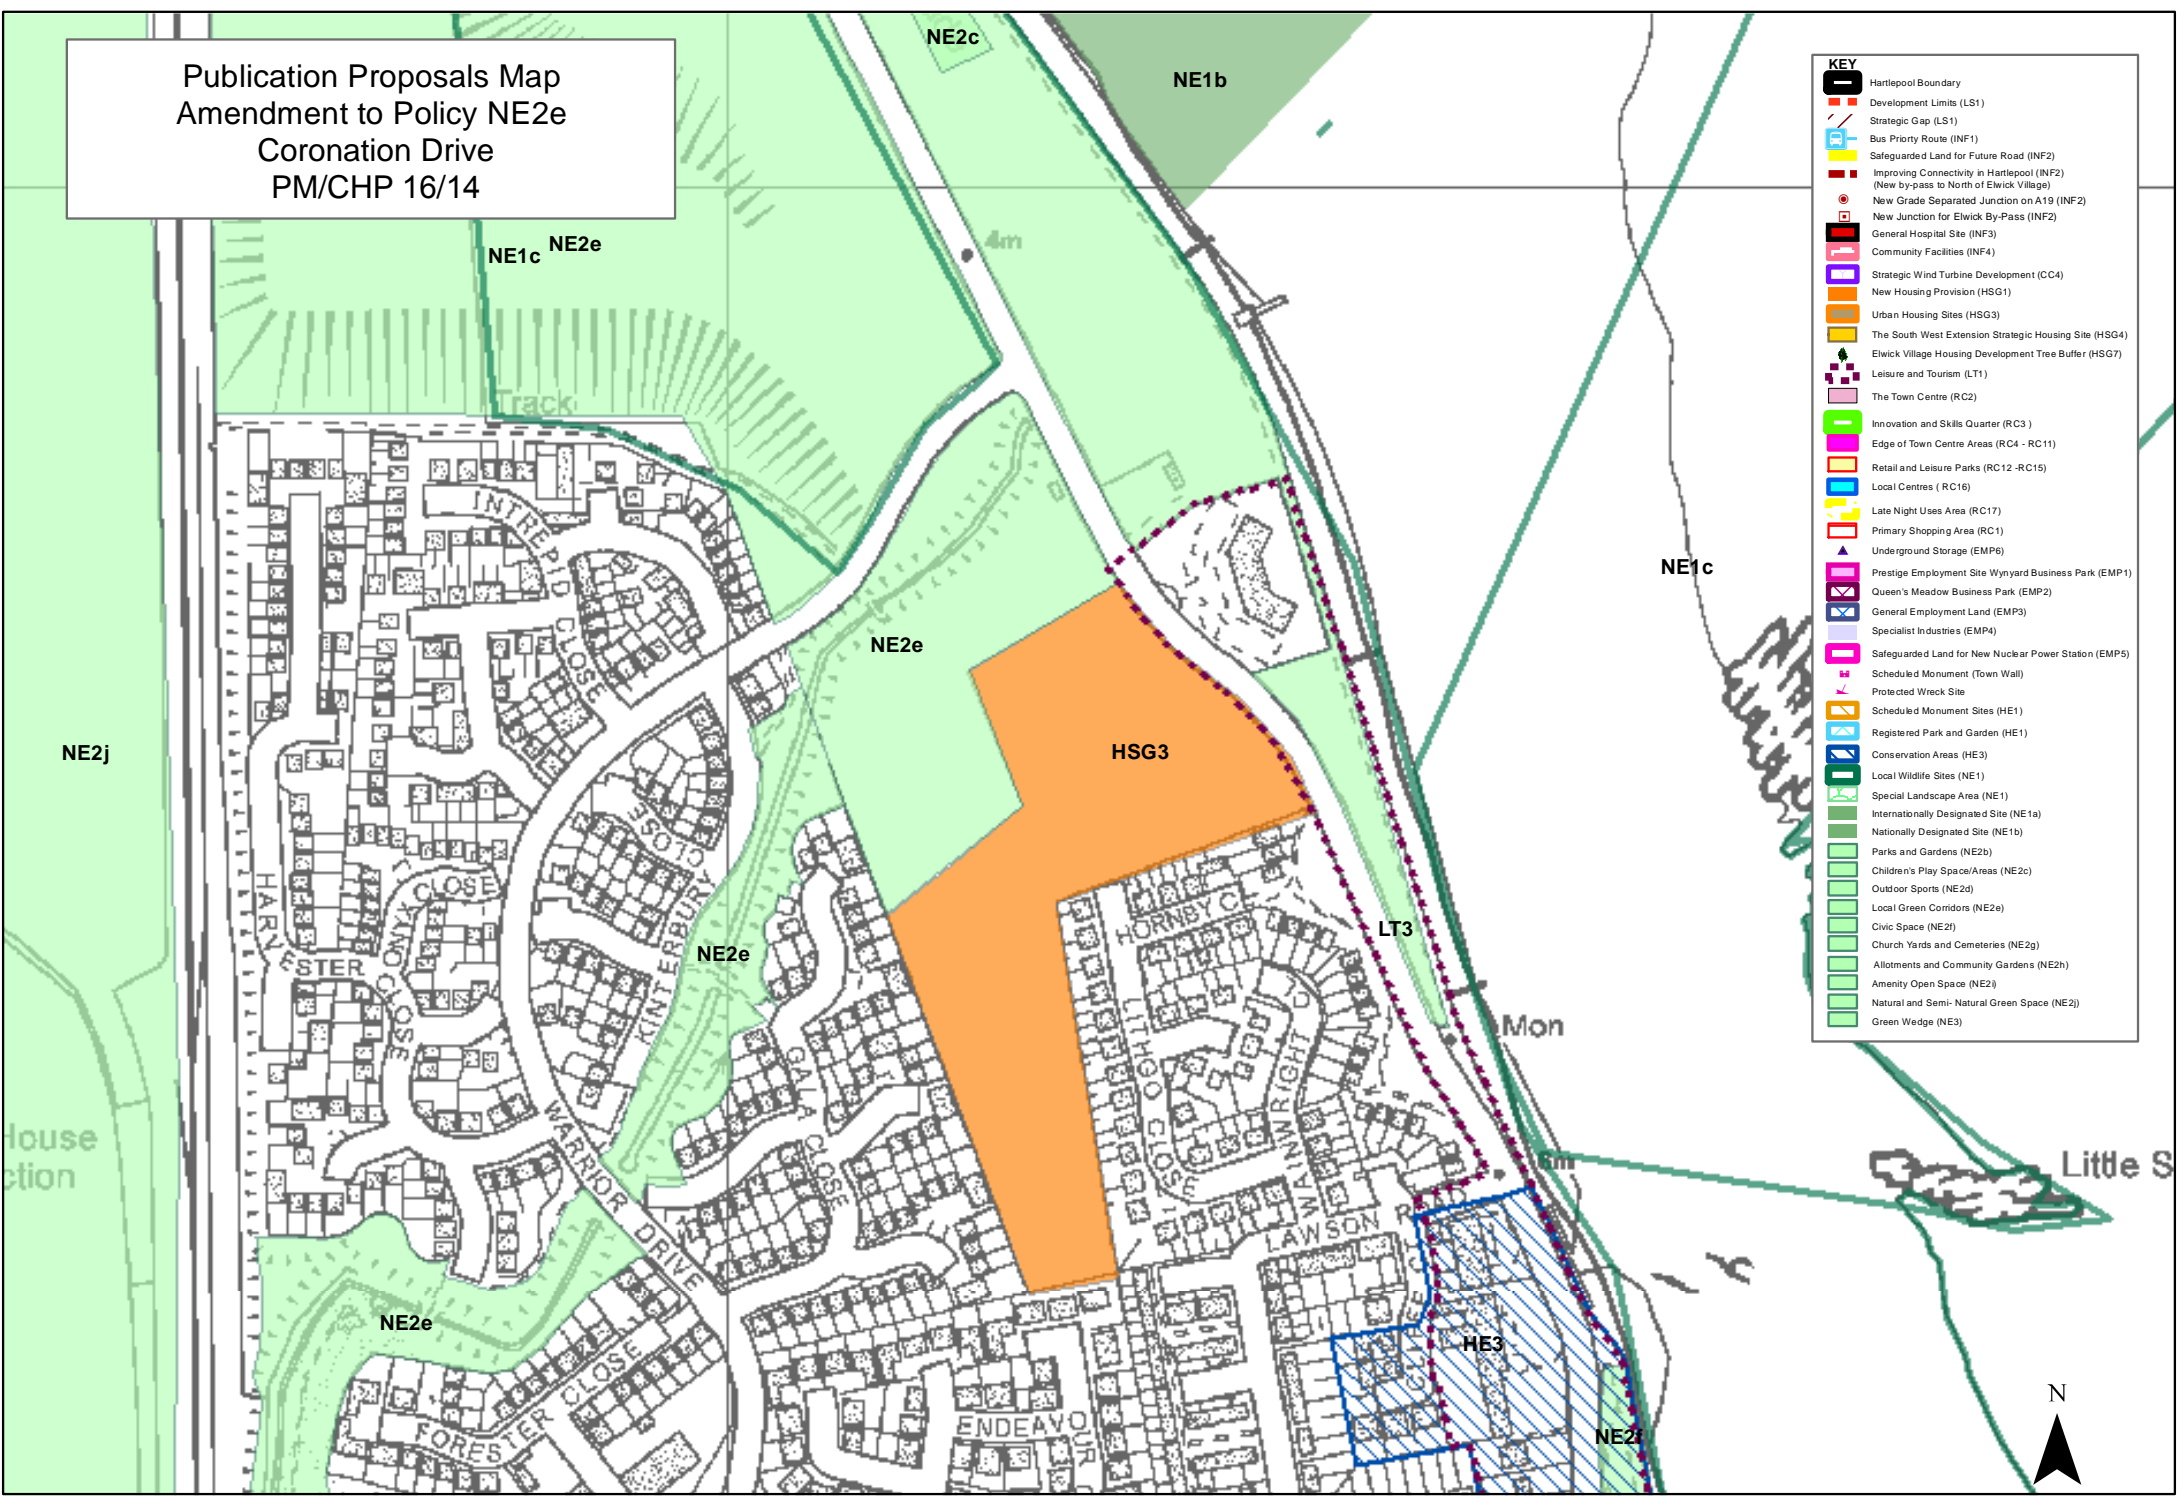 Publication Proposals Map
Amendment to Policy NE2e
Coronation Drive
PM/CHP 16/14
NE2c
NE1b
NE1c
NE2e
4m
Track
INTREPID
CLOSE
NE2e
NE1c
NE2j
HSG3
CLOSE
KINTERBURY
CLOSE
HARVESTER
CLOSE
NE2e
HORNBY C
LT3
LITHGO CLOSE
MAINWRIGHT
Mon
GALA
CLOSE
House
ction
WARRIOR DRIVE
6m
Little S
AWSON
NE2e
HE3
FORESTER CLOSE
ENDEAVOUR
NE2f
N
KEY
Hartlepool Boundary
Development Limits (LS1)
Strategic Gap (LS1)
Bus Priorty Route (INF1)
Safeguarded Land for Future Road (INF2)
Improving Connectivity in Hartlepool (INF2)
(New by-pass to North of Elwick Village)
New Grade Separated Junction on A19 (INF2)
New Junction for Elwick By-Pass (INF2)
General Hospital Site (INF3)
Community Facilities (INF4)
Strategic Wind Turbine Development (CC4)
New Housing Provision (HSG1)
Urban Housing Sites (HSG3)
The South West Extension Strategic Housing Site (HSG4)
Elwick Village Housing Development Tree Buffer (HSG7)
Leisure and Tourism (LT1)
The Town Centre (RC2)
Innovation and Skills Quarter (RC3 )
Edge of Town Centre Areas (RC4 - RC11)
Retail and Leisure Parks (RC12 -RC15)
Local Centres ( RC16)
Late Night Uses Area (RC17)
Primary Shopping Area (RC1)
Underground Storage (EMP6)
Prestige Employment Site Wynyard Business Park (EMP1)
Queen's Meadow Business Park (EMP2)
General Employment Land (EMP3)
Specialist Industries (EMP4)
Safeguarded Land for New Nuclear Power Station (EMP5)
Scheduled Monument (Town Wall)
Protected Wreck Site
Scheduled Monument Sites (HE1)
Registered Park and Garden (HE1)
Conservation Areas (HE3)
Local Wildlife Sites (NE1)
Special Landscape Area (NE1)
Internationally Designated Site (NE1a)
Nationally Designated Site (NE1b)
Parks and Gardens (NE2b)
Children's Play Space/Areas (NE2c)
Outdoor Sports (NE2d)
Local Green Corridors (NE2e)
Civic Space (NE2f)
Church Yards and Cemeteries (NE2g)
Allotments and Community Gardens (NE2h)
Amenity Open Space (NE2i)
Natural and Semi- Natural Green Space (NE2j)
Green Wedge (NE3)